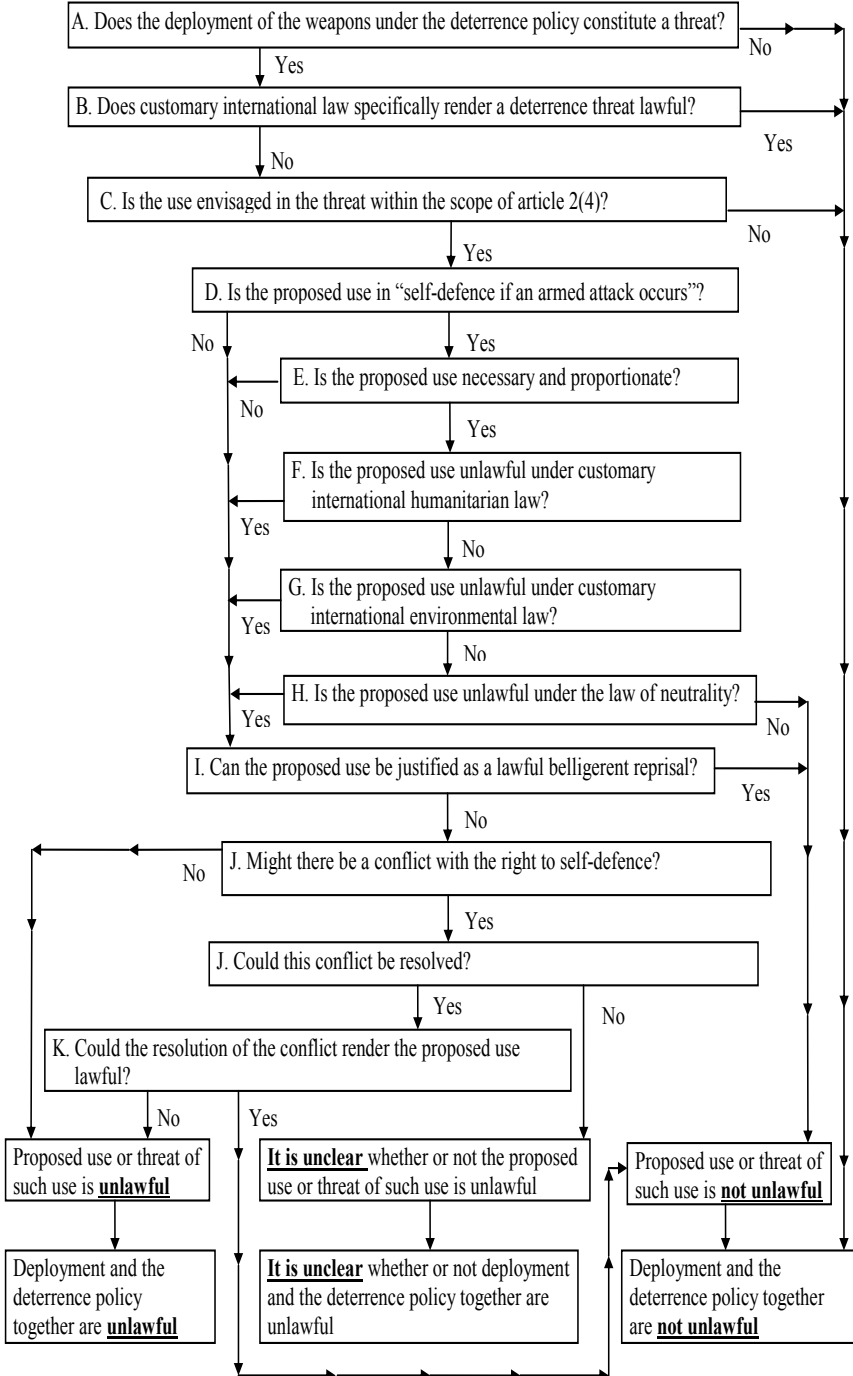 A. Does the deployment of the weapons under the deterrence policy constitute a threat?
No
Yes
B. Does customary international law specifically render a deterrence threat lawful?
Yes
No
C. Is the use envisaged in the threat within the scope of article 2(4)?
No
Yes
D. Is the proposed use in “self-defence if an armed attack occurs”?
No
Yes
E. Is the proposed use necessary and proportionate?
No
Yes
F. Is the proposed use unlawful under customary
international humanitarian law?
Yes
No
G. Is the proposed use unlawful under customary
international environmental law?
Yes
No
H. Is the proposed use unlawful under the law of neutrality?
Yes
No
I. Can the proposed use be justified as a lawful belligerent reprisal?
Yes
No
J. Might there be a conflict with the right to self-defence?
No
Yes
J. Could this conflict be resolved?
Yes
No
K. Could the resolution of the conflict render the proposed use
lawful?
No
Yes
Proposed use or threat of
such use is unlawful
It is unclear whether or not the proposed
use or threat of such use is unlawful
Proposed use or threat of
such use is not unlawful
Deployment and the
deterrence policy
together are unlawful
It is unclear whether or not deployment
and the deterrence policy together are
unlawful
Deployment and the
deterrence policy together
are not unlawful